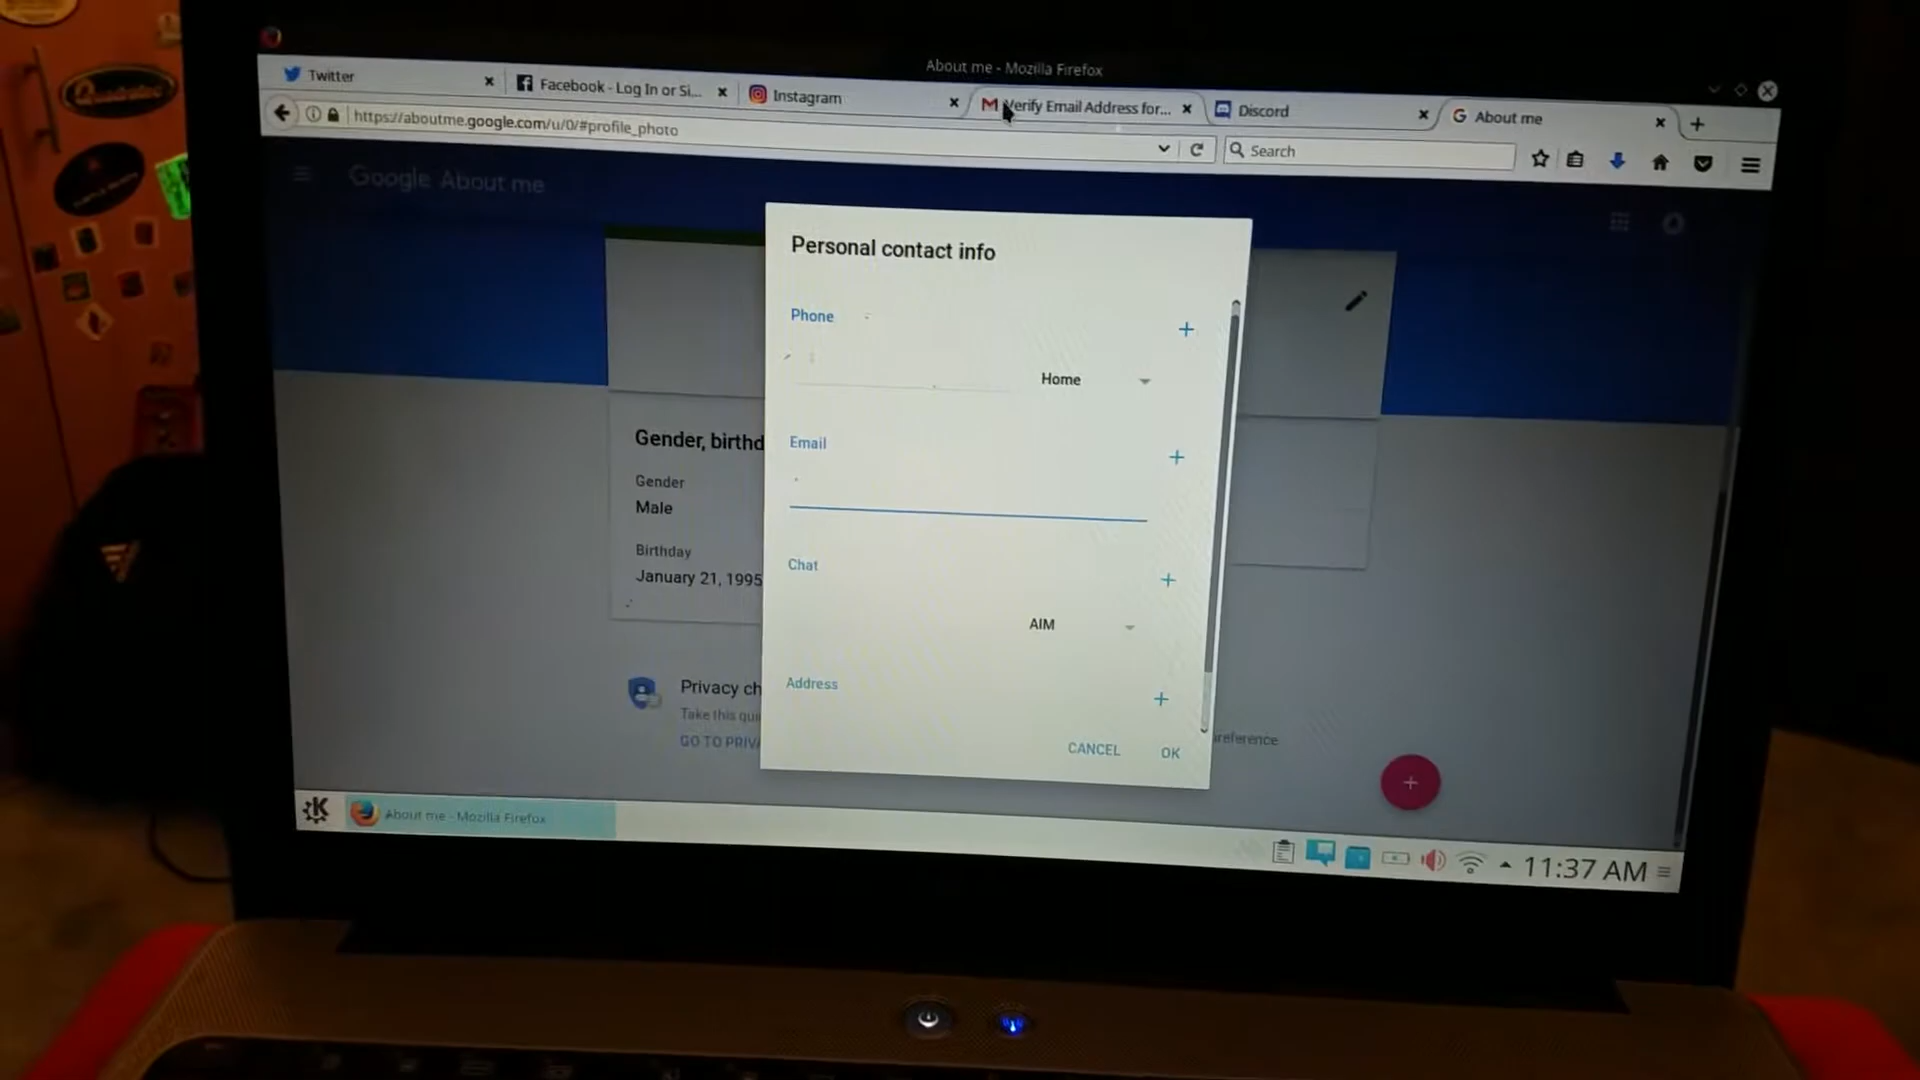 About me - Mozilla Firefox
Twitter
Facebook - Log In or Si...
Instagram
Verify Email Address for...
Discord
About me
https://aboutme.google.com/u/0/#profile_photo
Search
Google About me
Personal contact info
Phone
Home
Email
Gender, birthd
Gender
Male
Birthday
January 21, 1995
Chat
AIM
Address
Privacy ch
Take this qui
GO TO PRIV
reference
CANCEL
OK
About me - Mozilla Firefox
11:37 AM